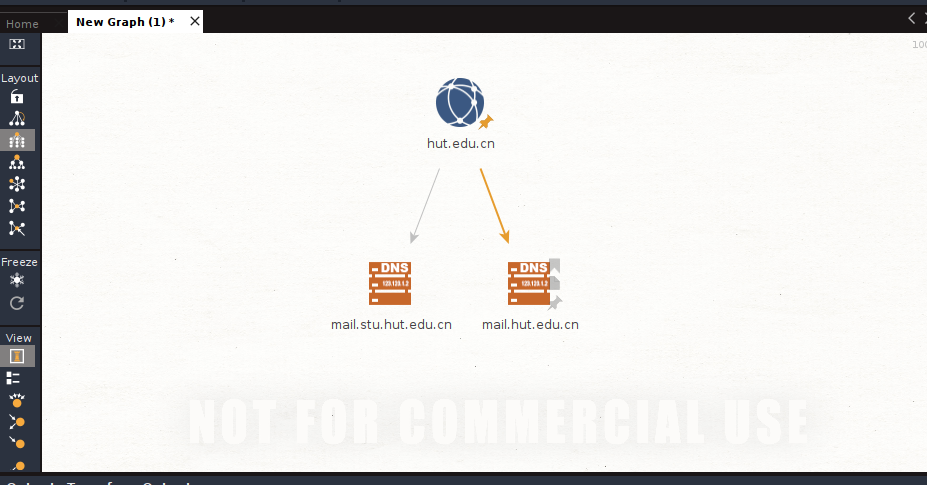 Home
New Graph (1) *
100
Layout
hut.edu.cn
DNS
123.123.1.2
DNS
123.123.1.2
mail.stu.hut.edu.cn
mail.hut.edu.cn
Freeze
View
NOT FOR COMMERCIAL USE